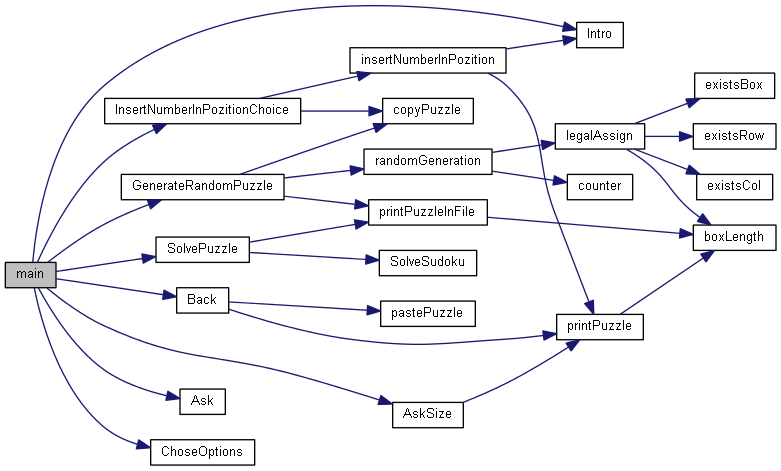 Intro
insertNumberInPozition
existsBox
InsertNumberInPozitionChoice
copyPuzzle
legalAssign
existsRow
randomGeneration
GenerateRandomPuzzle
counter
existsCol
printPuzzleInFile
boxLength
SolvePuzzle
SolveSudoku
main
Back
pastePuzzle
printPuzzle
Ask
AskSize
ChoseOptions